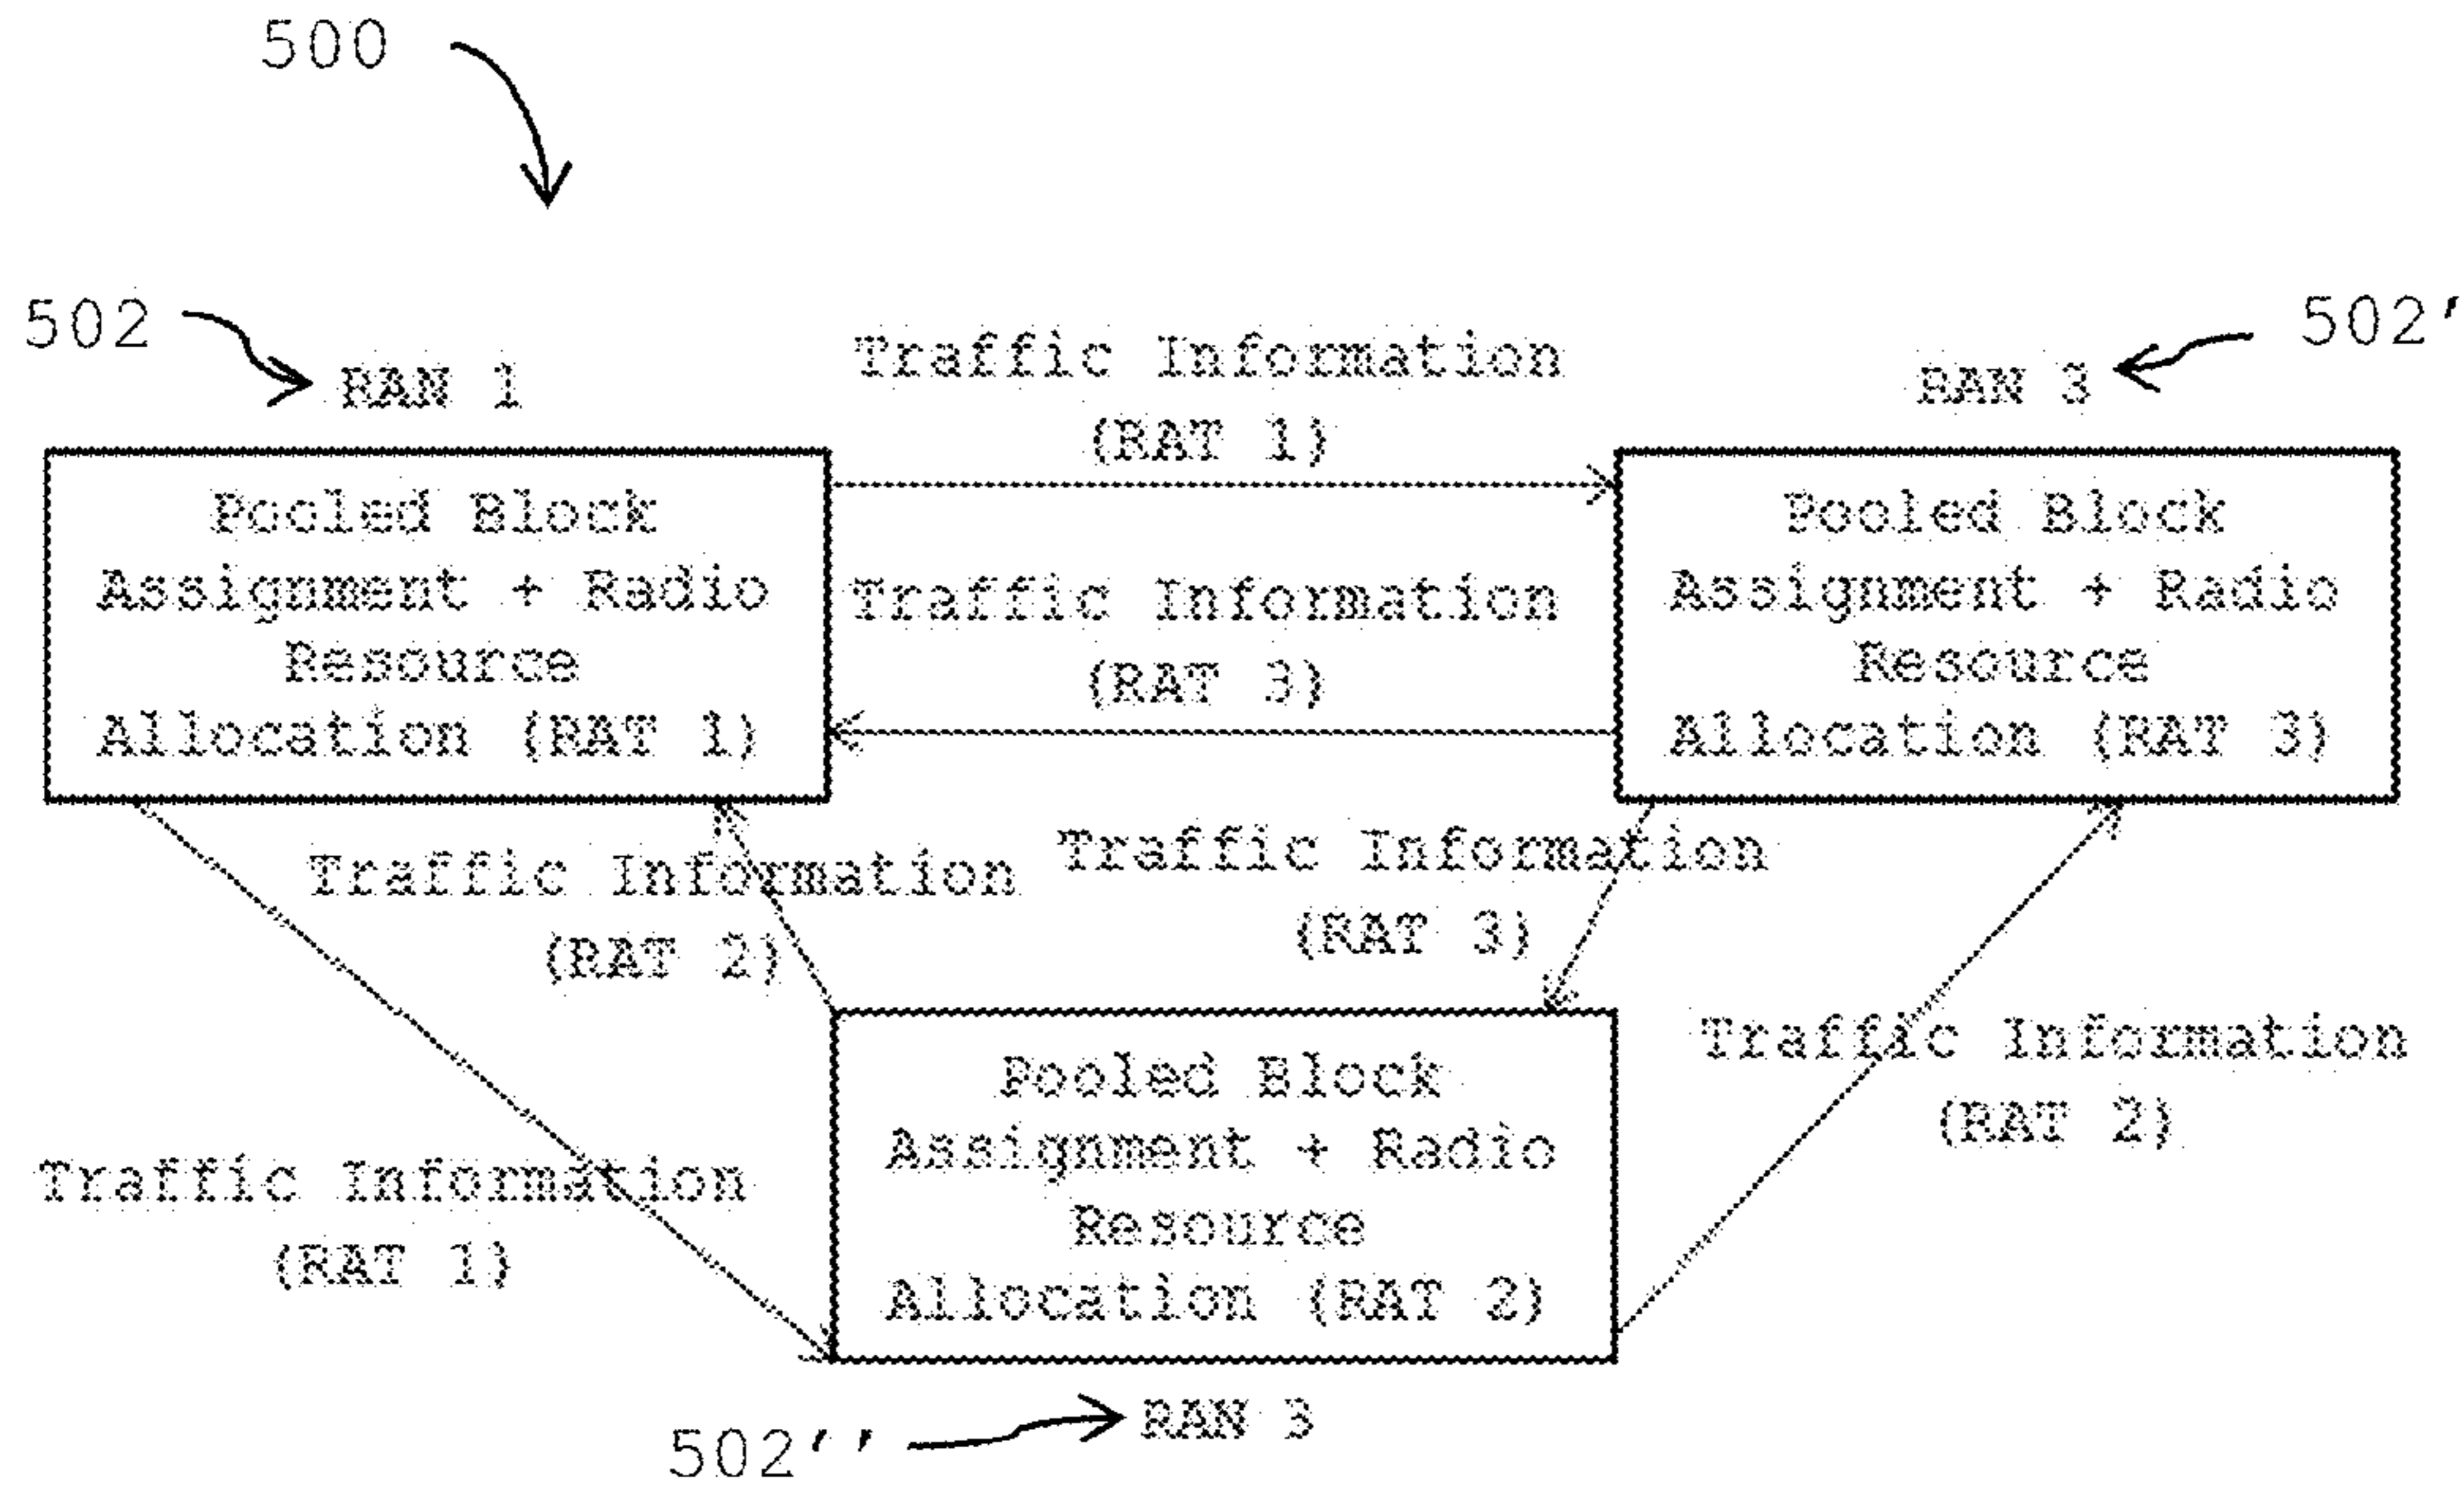 500
502
RAN 1
Traffic Information
(RAT 1)
RAN 3
502'
Pooled Block
Assignment + Radio
Resource
Allocation (RAT 1)
Traffic Information
(RAT 3)
Pooled Block
Assignment + Radio
Resource
Allocation (RAT 3)
Traffic Information
(RAT 2)
Traffic Information
(RAT 3)
Traffic Information
(RAT 1)
Pooled Block
Assignment + Radio
Resource
Allocation (RAT 2)
Traffic Information
(RAT 2)
502''
RAN 3